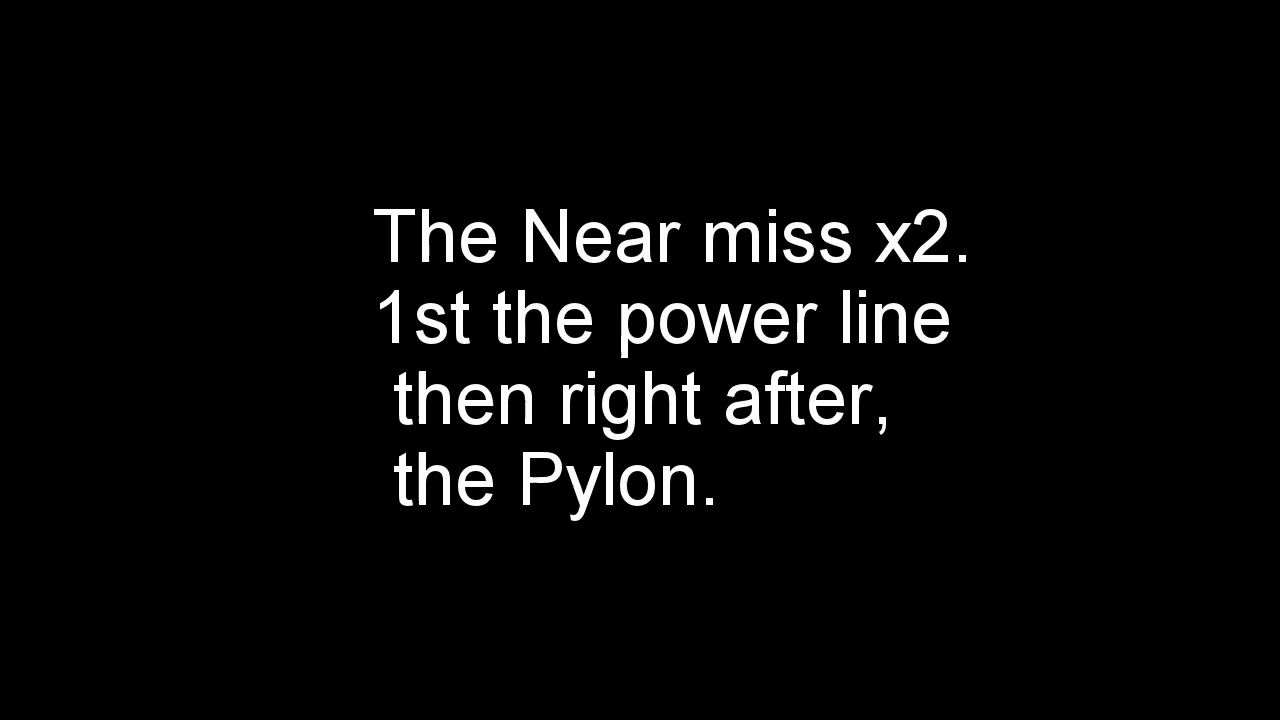 The Near miss x2.
1st the power line
then right after,
the Pylon.